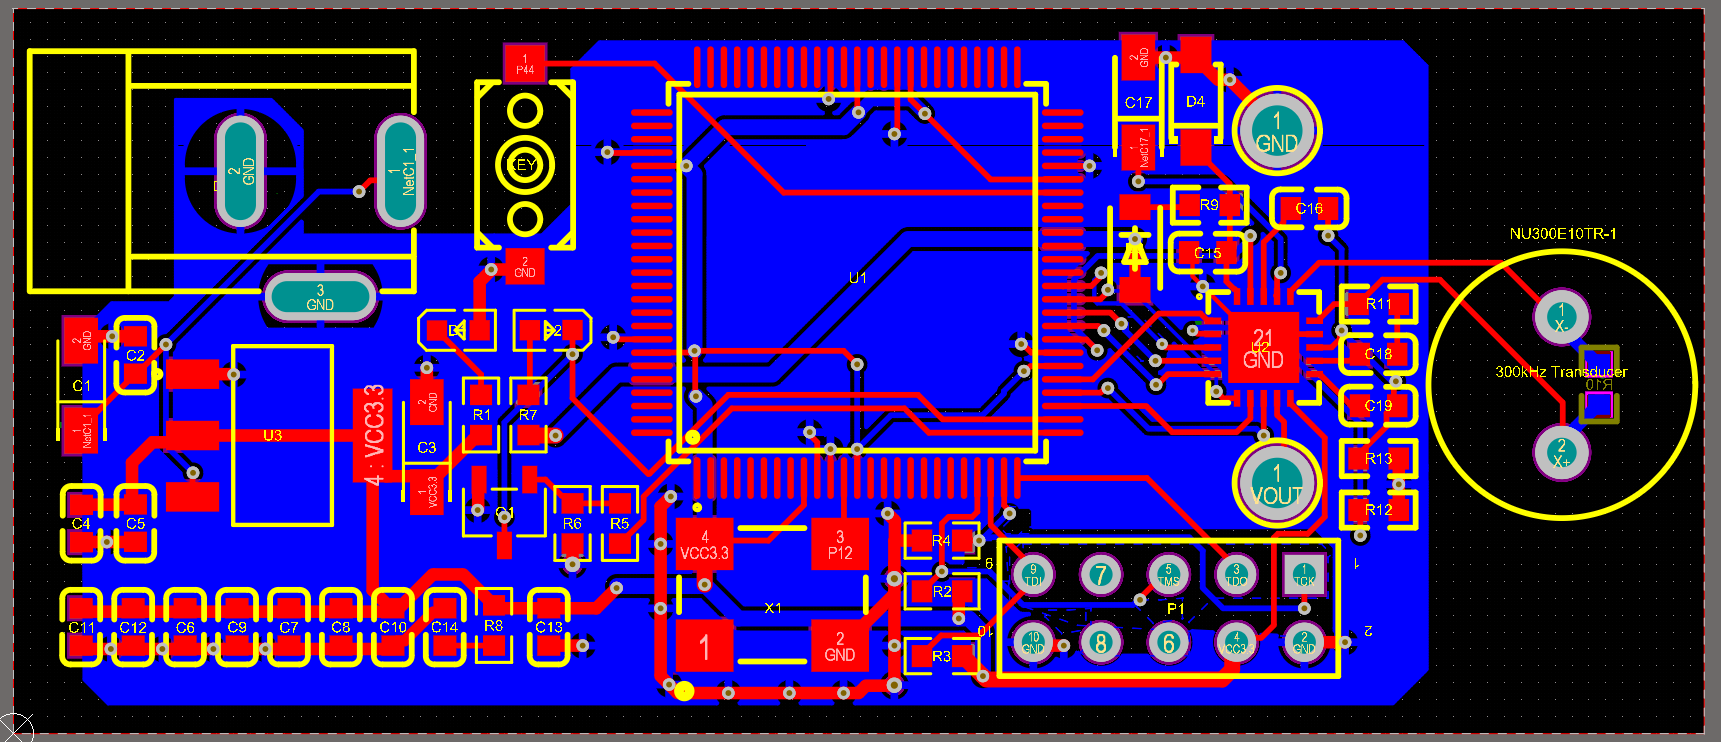 1
P44
2
GND
C17
D4
1
NetC17_1
1
GND
2
GND
1
NetC1_1
KEY
R9
C16
NU300E10TR-1
2
GND
U1
C15
3
GND
R11
1
X-
2
GND
C2
21
GND
C18
300kHz Transducer
R10
C1
4 : VCC3.3
2
GND
R1
R7
C19
NetC1_1
U3
C3
R13
2
X+
1
VCC3.3
1
VOUT
C4
C5
R6
R5
R12
4
VCC3.3
3
P12
R4
9
1
9
TDI
7
5
TMS
3
TDO
1
TCK
R2
X1
P1
C11
C12
C6
C9
C7
C8
C10
C14
R8
C13
10
2
1
2
GND
R3
10
GND
8
6
4
VCC3.3
2
GND